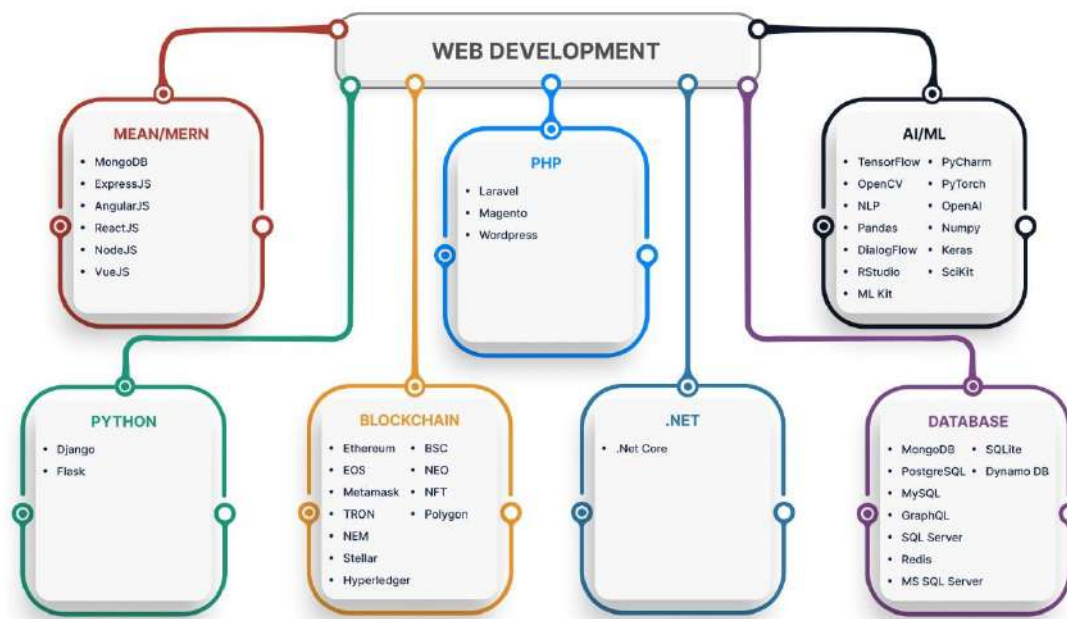 WEB DEVELOPMENT
MEAN/MERN
• MongoDB
• ExpressJS
• AngularJS
• ReactJS
• NodeJS
• VueJS
PHP
• Laravel
• Magento
• Wordpress
AI/ML
• TensorFlow
• OpenCV
• NLP
• Pandas
• DialogFlow
• RStudio
• ML Kit
• PyCharm
• PyTorch
• OpenAI
• Numpy
• Keras
• SciKit
PYTHON
• Django
• Flask
BLOCKCHAIN
• Ethereum
• EOS
• Metamask
• TRON
• NEM
• Stellar
• Hyperledger
• BSC
• NEO
• NFT
• Polygon
.NET
• .Net Core
DATABASE
• MongoDB
• PostgreSQL
• MySQL
• GraphQL
• SQL Server
• Redis
• MS SQL Server
• SQLite
• Dynamo DB